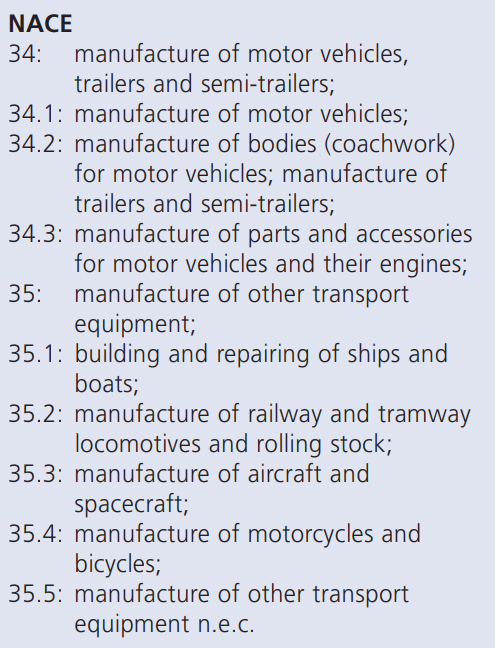 NACE
34: manufacture of motor vehicles,
trailers and semi-trailers;
34.1: manufacture of motor vehicles;
34.2: manufacture of bodies (coachwork)
for motor vehicles; manufacture of
trailers and semi-trailers;
34.3: manufacture of parts and accessories
for motor vehicles and their engines;
35: manufacture of other transport
equipment;
35.1: building and repairing of ships and
boats;
35.2: manufacture of railway and tramway
locomotives and rolling stock;
35.3: manufacture of aircraft and
spacecraft;
35.4: manufacture of motorcycles and
bicycles;
35.5: manufacture of other transport
equipment n.e.c.